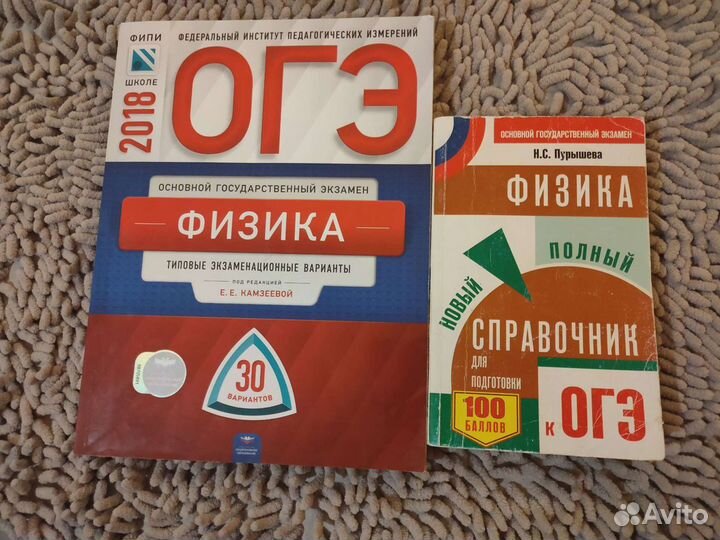 ФИПИ
ШКОЛЕ
2018
ФЕДЕРАЛЬНЫЙ ИНСТИТУТ ПЕДАГОГИЧЕСКИХ ИЗМЕРЕНИЙ
ОГЭ
ОСНОВНОЙ ГОСУДАРСТВЕННЫЙ ЭКЗАМЕН
ФИЗИКА
ТИПОВЫЕ ЭКЗАМЕНАЦИОННЫЕ ВАРИАНТЫ
ПОД РЕДАКЦИЕЙ
Е. Е. КАМЗЕЕВОЙ
30
ВАРИАНТОВ
ОСНОВНОЙ ГОСУДАРСТВЕННЫЙ ЭКЗАМЕН
Н.С. Пурышева
ФИЗИКА
НОВЫЙ
ПОЛНЫЙ
СПРАВОЧНИК
ДЛЯ
ПОДГОТОВКИ
100
БАЛЛОВ
К ОГЭ
Avito